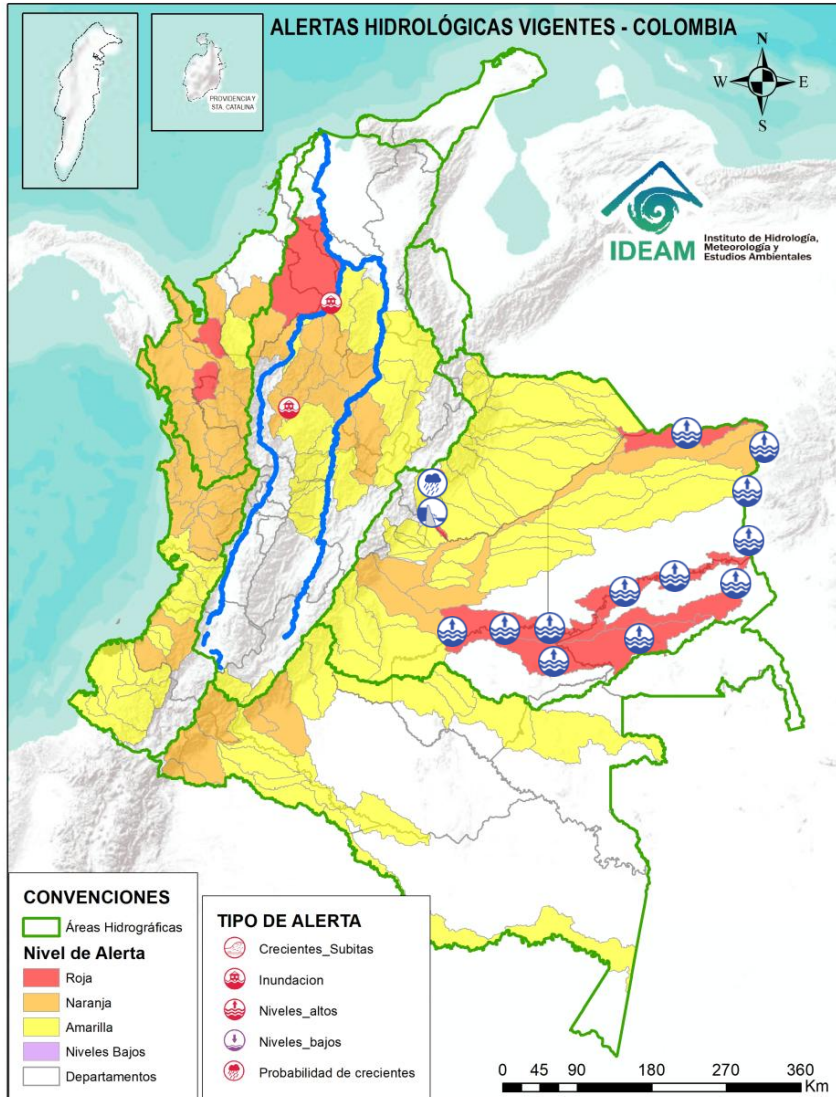 ALERTAS HIDROLÓGICAS VIGENTES - COLOMBIA
PROVIDENCIA Y
STA. CATALINA
N
W
E
S
IDEAM
Instituto de Hidrología,
Meteorología y
Estudios Ambientales
CONVENCIONES
Áreas Hidrográficas
Nivel de Alerta
Roja
Naranja
Amarilla
Niveles Bajos
Departamentos
TIPO DE ALERTA
Crecientes_Subitas
Inundacion
Niveles_altos
Niveles_bajos
Probabilidad de crecientes
0 45 90 180 270 360
Km